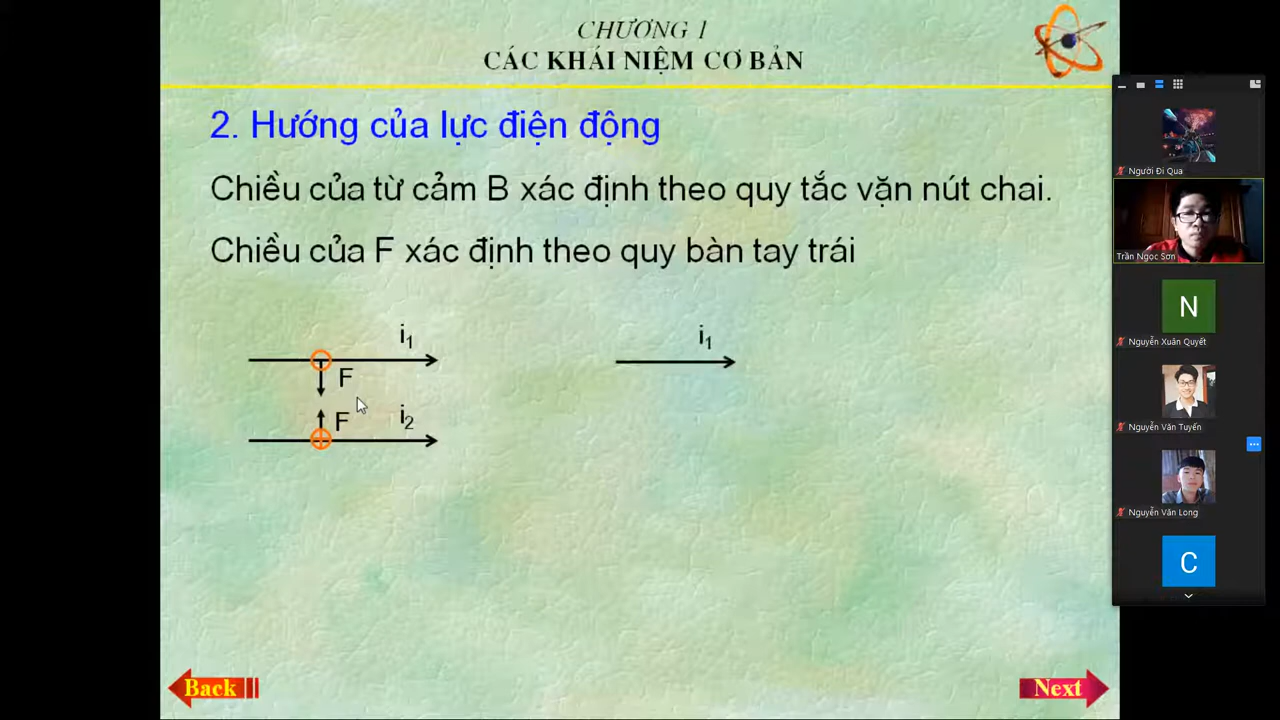 CHƯƠNG 1
CÁC KHÁI NIỆM CƠ BẢN
2. Hướng của lực điện động
Chiều của từ cảm B xác định theo quy tắc vặn nút chai.
Chiều của F xác định theo quy bàn tay trái
i1
F
F
i2
i1
Back
Next
Người Đi Qua
Trần Ngọc Sơn
N
Nguyễn Xuân Quyết
Nguyễn Văn Tuyến
Nguyễn Văn Long
C